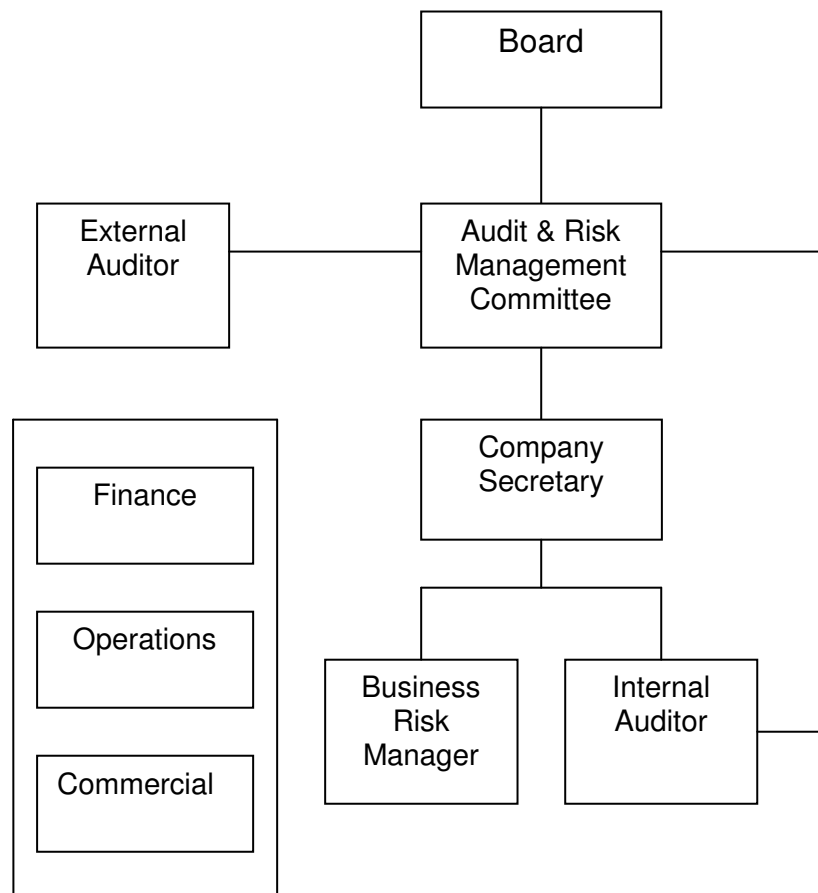 Board
External
Auditor
Audit & Risk
Management
Committee
Company
Secretary
Finance
Operations
Commercial
Business
Risk
Manager
Internal
Auditor